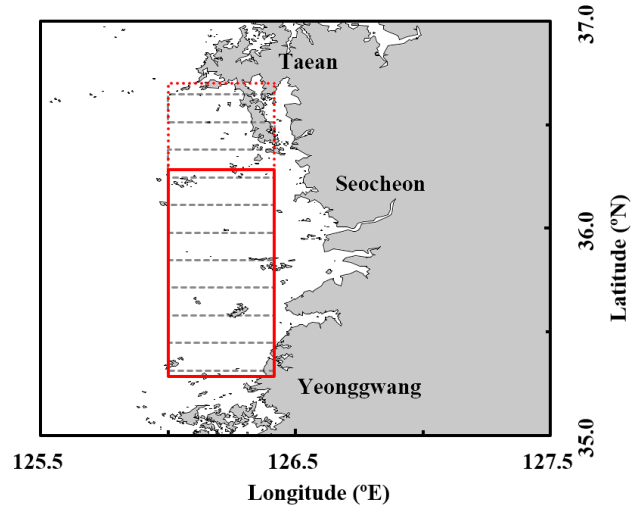 37.0
Taean
Seocheon
36.0
Latitude (ºN)
Yeonggwang
35.0
125.5
126.5
127.5
Longitude (ºE)